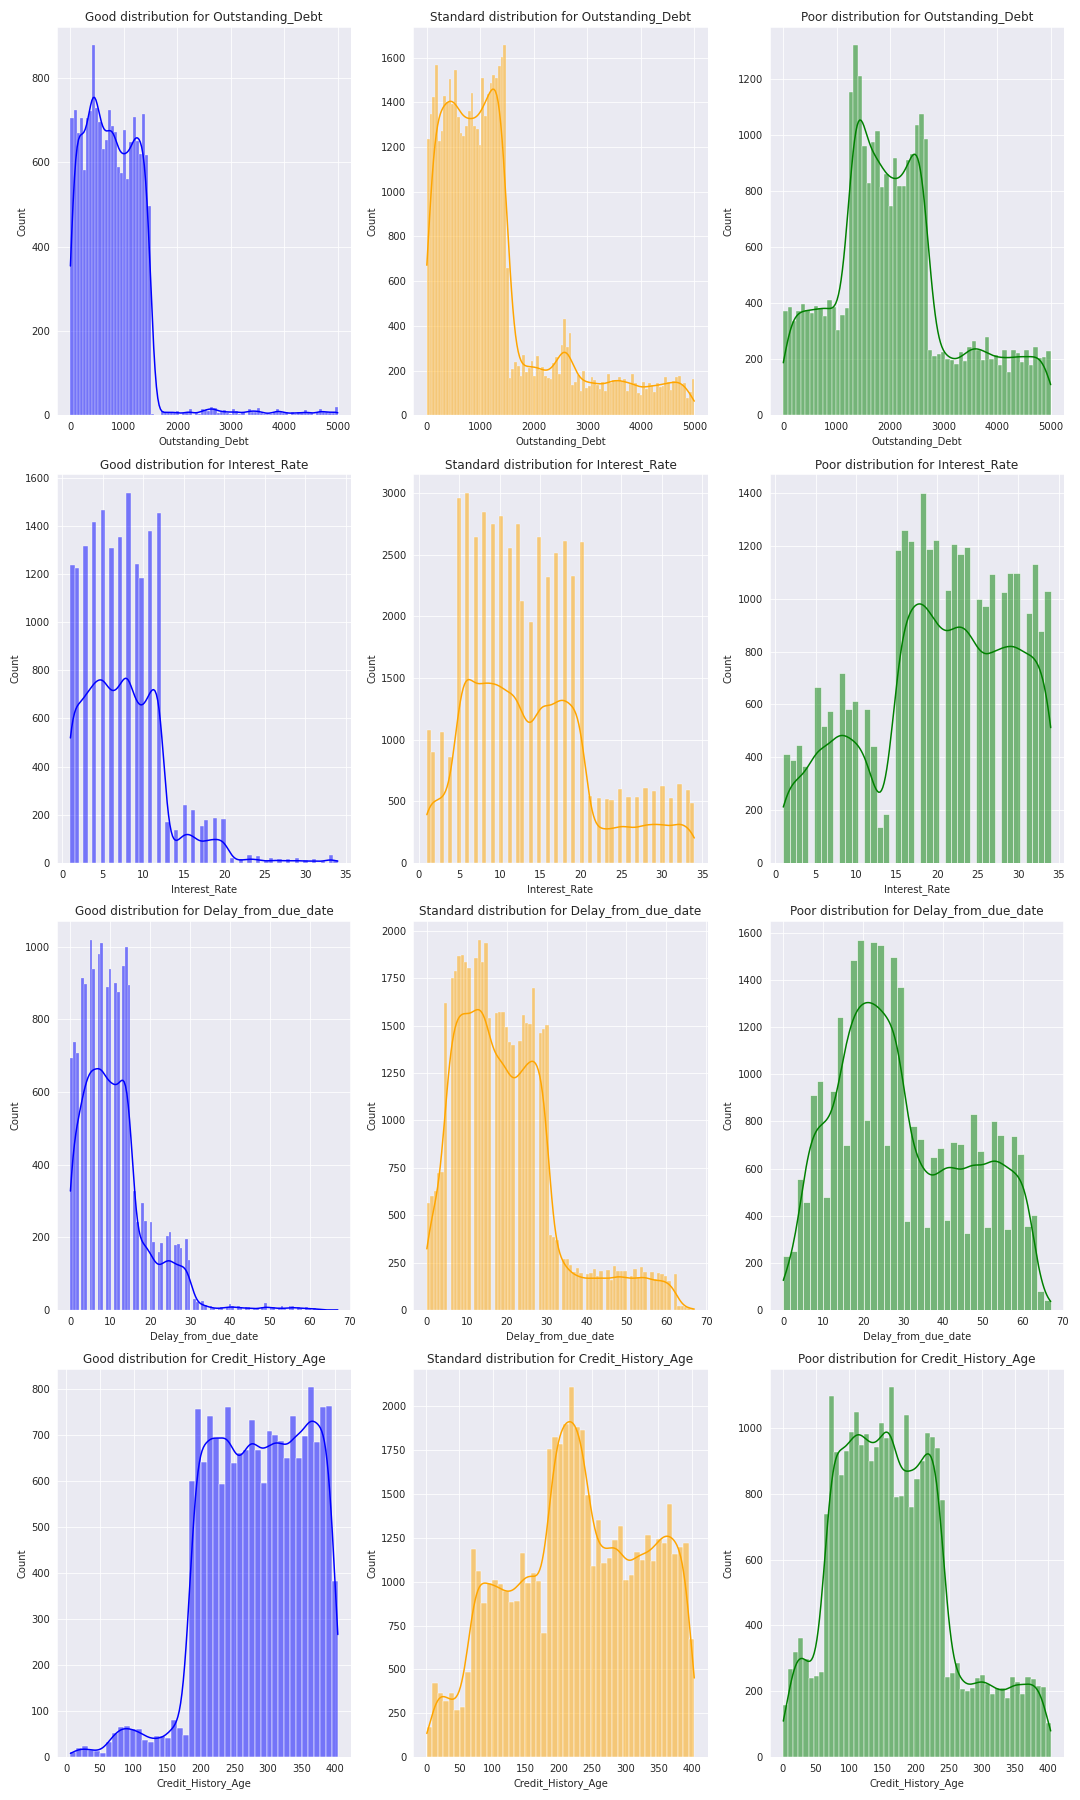 Good distribution for Outstanding_Debt
Standard distribution for Outstanding_Debt
Poor distribution for Outstanding_Debt
800
600
400
200
0
Count
0 1000 2000 3000 4000 5000
Outstanding_Debt
1600
1400
1200
1000
800
600
400
200
0
Count
0 1000 2000 3000 4000 5000
Outstanding_Debt
1200
1000
800
600
400
200
0
Count
0 1000 2000 3000 4000 5000
Outstanding_Debt
Good distribution for Interest_Rate
Standard distribution for Interest_Rate
Poor distribution for Interest_Rate
1600
1400
1200
1000
800
600
400
200
0
Count
0 5 10 15 20 25 30 35
Interest_Rate
3000
2500
2000
1500
1000
500
0
Count
0 5 10 15 20 25 30 35
Interest_Rate
1400
1200
1000
800
600
400
200
0
Count
0 5 10 15 20 25 30 35
Interest_Rate
Good distribution for Delay_from_due_date
Standard distribution for Delay_from_due_date
Poor distribution for Delay_from_due_date
1000
800
600
400
200
0
Count
0 10 20 30 40 50 60 70
Delay_from_due_date
2000
1750
1500
1250
1000
750
500
250
0
Count
0 10 20 30 40 50 60 70
Delay_from_due_date
1600
1400
1200
1000
800
600
400
200
0
Count
0 10 20 30 40 50 60 70
Delay_from_due_date
Good distribution for Credit_History_Age
Standard distribution for Credit_History_Age
Poor distribution for Credit_History_Age
800
700
600
500
400
300
200
100
0
Count
0 50 100 150 200 250 300 350 400
Credit_History_Age
2000
1750
1500
1250
1000
750
500
250
0
Count
0 50 100 150 200 250 300 350 400
Credit_History_Age
1000
800
600
400
200
0
Count
0 50 100 150 200 250 300 350 400
Credit_History_Age